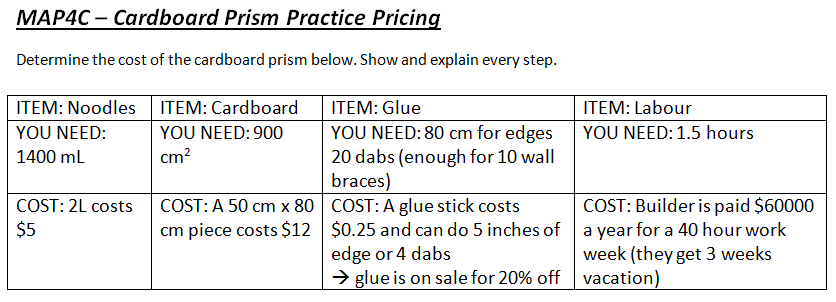 MAP4C – Cardboard Prism Practice Pricing
Determine the cost of the cardboard prism below. Show and explain every step.
ITEM: Noodles
ITEM: Cardboard
ITEM: Glue
ITEM: Labour
YOU NEED:
1400 mL
YOU NEED: 900
cm²
YOU NEED: 80 cm for edges
20 dabs (enough for 10 wall
braces)
YOU NEED: 1.5 hours
COST: 2L costs
$5
COST: A 50 cm x 80
cm piece costs $12
COST: A glue stick costs
$0.25 and can do 5 inches of
edge or 4 dabs
→ glue is on sale for 20% off
COST: Builder is paid $60000
a year for a 40 hour work
week (they get 3 weeks
vacation)